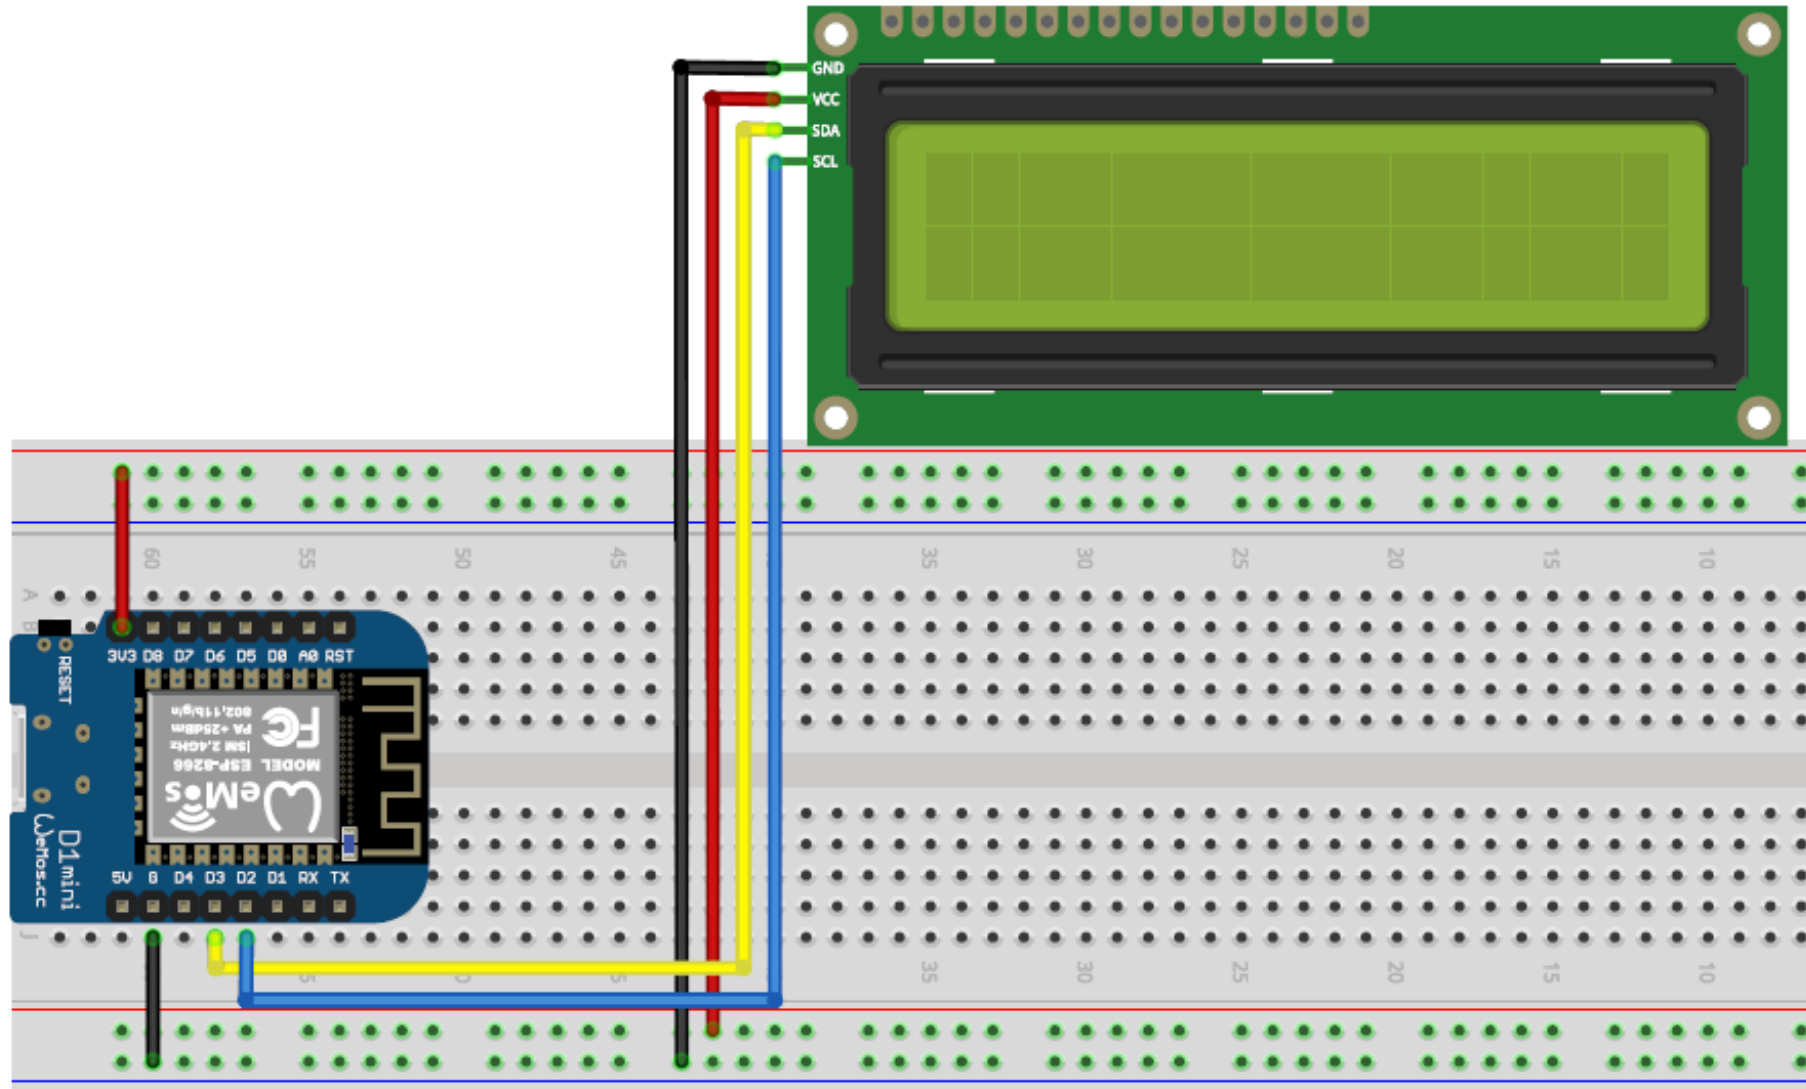 GND
VCC
SDA
SCL
60 55 50 45 35 30 25 20 15 10
A
B
3V3 D8 D7 D6 D5 D0 A0 RST
RESET
802,11b/g/n
PA +25dBm
ISM 2,4GHz
MODEL ESP-8266
FC
WeMos
D1mini
WeMos.cc
5V G D4 D3 D2 D1 RX TX
J
35 30 25 20 15 10